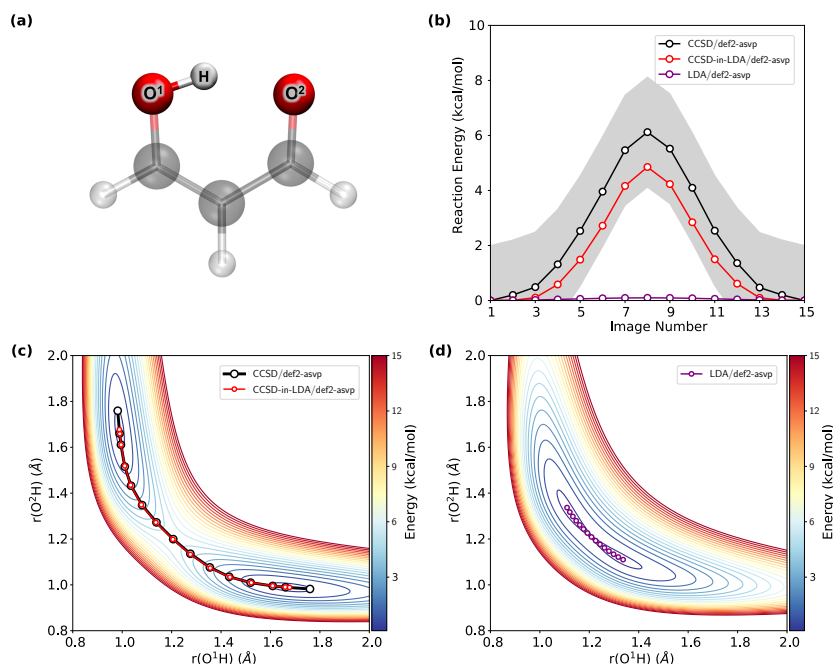 (a)
O1
H
O2
(b)
Reaction Energy (kcal/mol)
10
8
6
4
2
0
CCSD/def2-asvp
CCSD-in-LDA/def2-asvp
LDA/def2-asvp
1 3 5 7 9 11 13 15
Image Number
(c)
r(O²H) (Å)
2.0
1.8
1.6
1.4
1.2
1.0
0.8
CCSD/def2-asvp
CCSD-in-LDA/def2-asvp
0.8 1.0 1.2 1.4 1.6 1.8 2.0
r(O¹H) (Å)
15
12
9
6
3
Energy (kcal/mol)
(d)
r(O²H) (Å)
2.0
1.8
1.6
1.4
1.2
1.0
0.8
LDA/def2-asvp
0.8 1.0 1.2 1.4 1.6 1.8 2.0
r(O¹H) (Å)
15
12
9
6
3
Energy (kcal/mol)